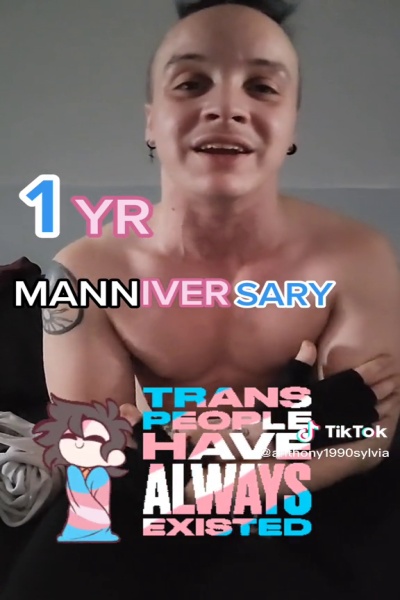 1 YR
MANNIVERSARY
TRANS
PEOPLE
HAVE
ALWAYS
EXISTED
TikTok
@anthony1990sylvia